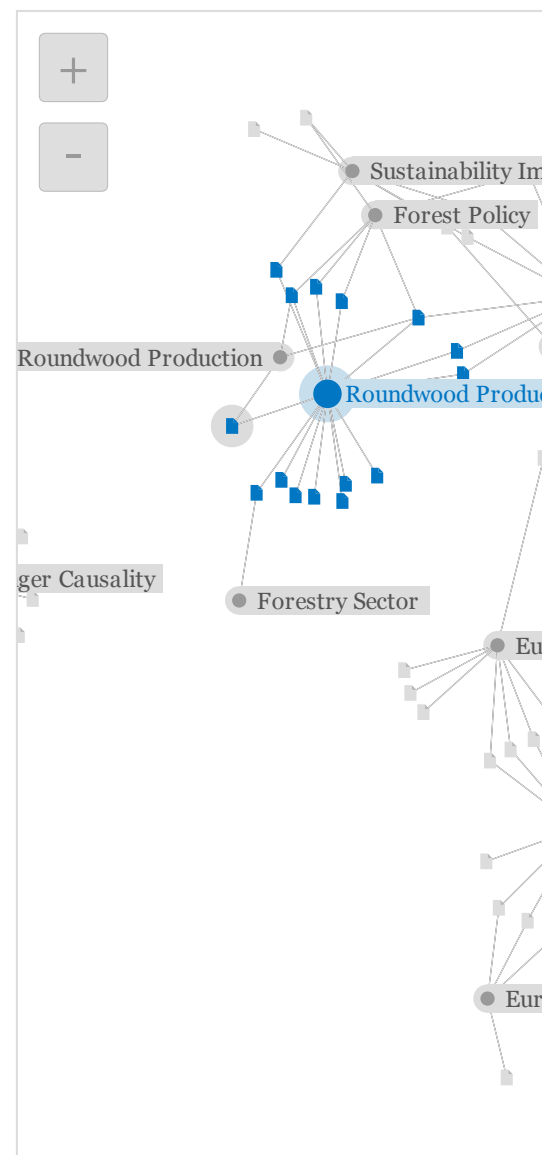 +
-
Sustainability Im
Forest Policy
Roundwood Production
Roundwood Produc
ger Causality
Forestry Sector
Eu
Eur